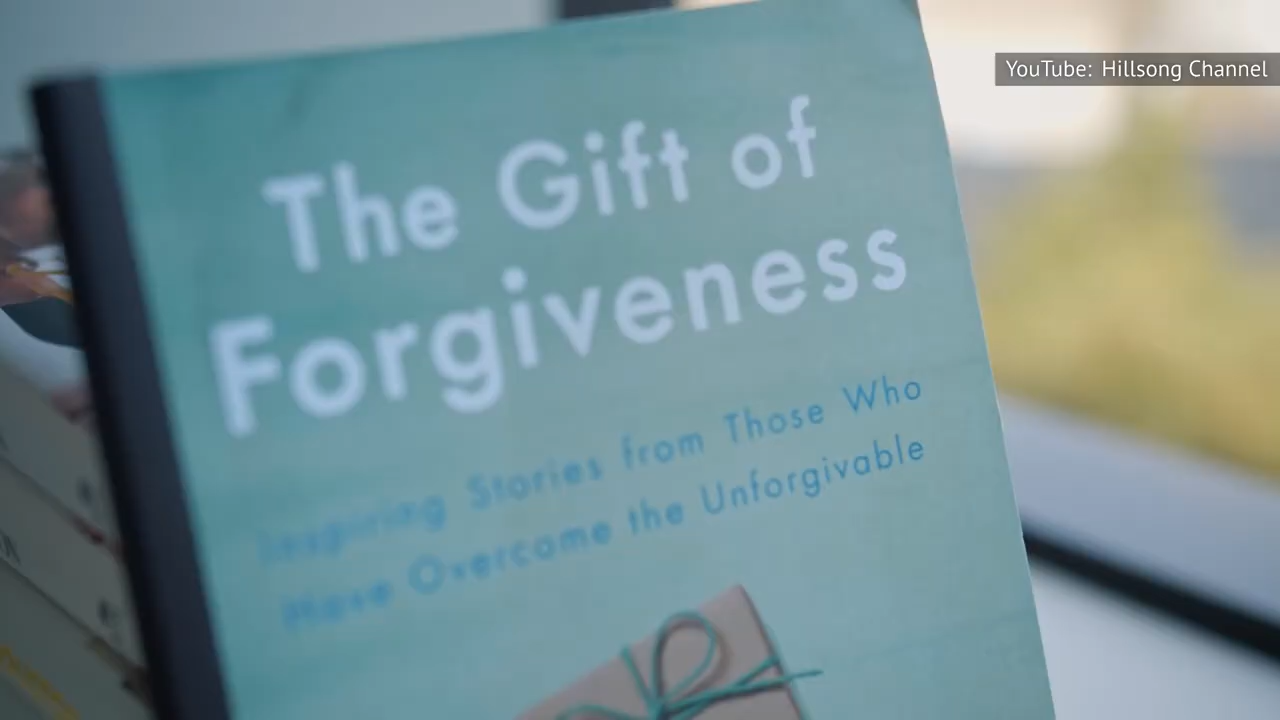 YouTube: Hillsong Channel
The Gift of
Forgiveness
Inspiring Stories from Those Who
Have Overcome the Unforgivable